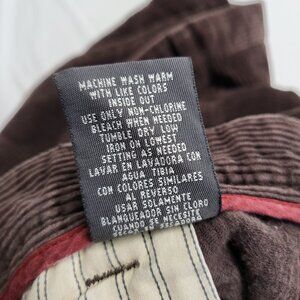 MACHINE WASH WARM
WITH LIKE COLORS
INSIDE OUT
USE ONLY NON-CHLORINE
BLEACH WHEN NEEDED
TUMBLE DRY LOW
IRON ON LOWEST
SETTING AS NEEDED
LAVAR EN LAVADORA CON
AGUA TIBIA
CON COLORES SIMILARES
AL REVERSO
USAR SOLAMENTE
BLANQUEADOR SIN CLORO
CUANDO SE NECESITE